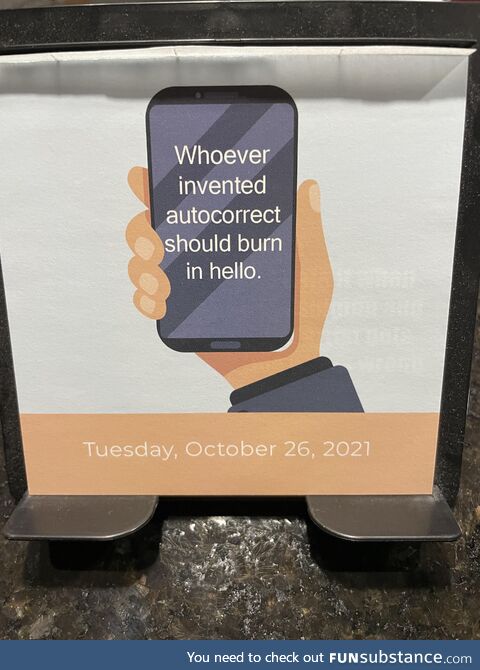 Whoever
invented
autocorrect
should burn
in hello.
Tuesday, October 26, 2021
You need to check out FUNsubstance.com